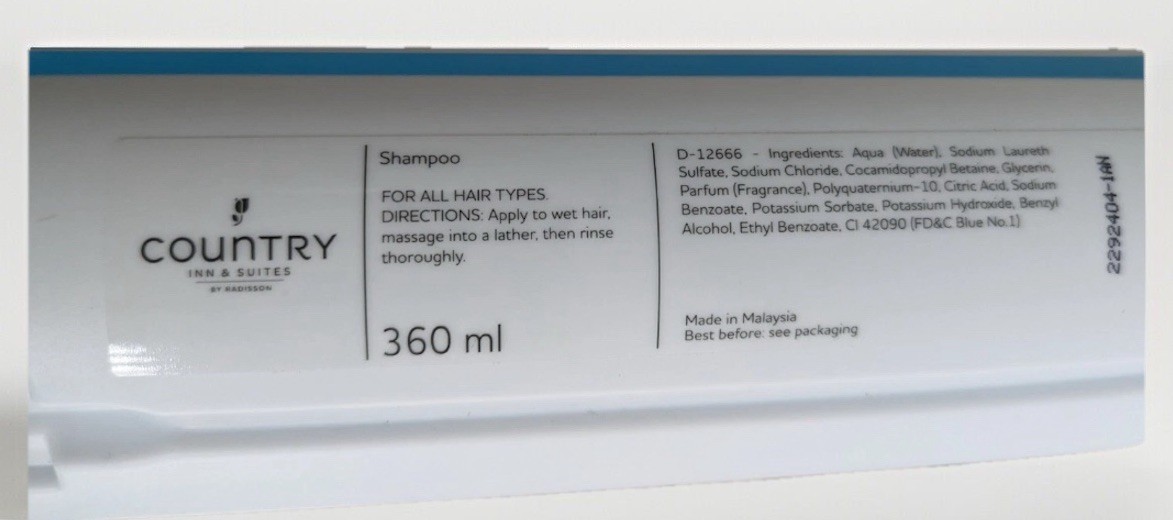 COUNTRY
INN & SUITES
BY RADISSON
Shampoo
FOR ALL HAIR TYPES.
DIRECTIONS: Apply to wet hair,
massage into a lather, then rinse
thoroughly.
360 ml
D-12666 - Ingredients: Aqua (Water), Sodium Laureth
Sulfate, Sodium Chloride, Cocamidopropyl Betaine, Glycerin,
Parfum (Fragrance), Polyquaternium-10, Citric Acid, Sodium
Benzoate, Potassium Sorbate, Potassium Hydroxide, Benzyl
Alcohol, Ethyl Benzoate, CI 42090 (FD&C Blue No.1)
Made in Malaysia
Best before: see packaging
2292404-IAN